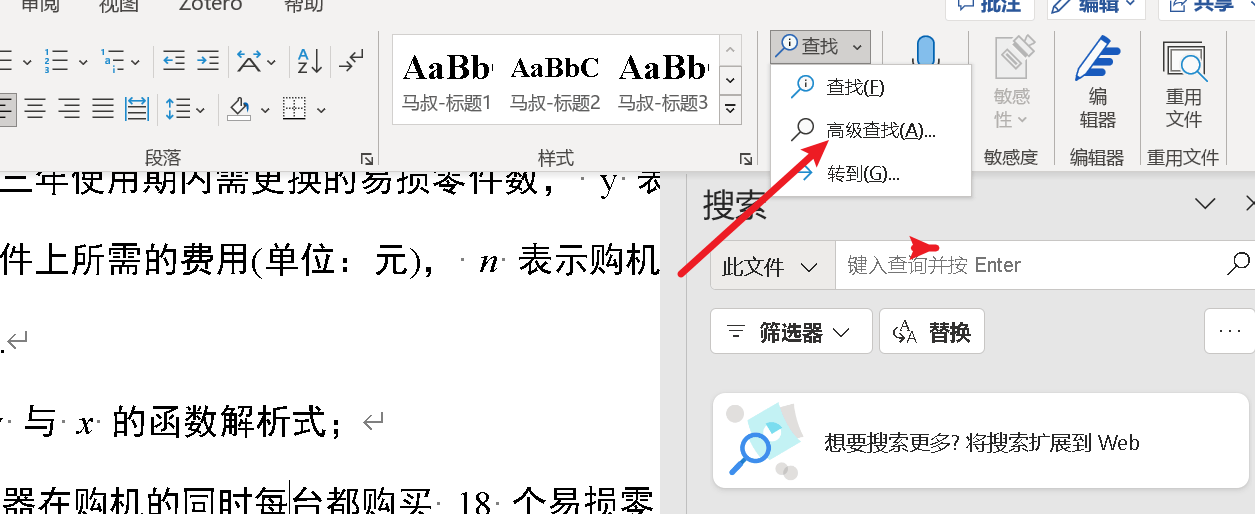 审阅 视图 Zotero 帮助 批注 编辑 共享
查找
查找(F)
高级查找(A)...
转到(G)...
AaBb AaBbC AaBb
马叔-标题1 马叔-标题2 马叔-标题3
敏感性
编辑器
重用文件
段落 样式 敏感度 编辑器 重用文件
三年使用期内需更换的易损零件数， y 表
件上所需的费用(单位：元)， n 表示购机
.
与 x 的函数解析式；
器在购机的同时每台都购买 18 个易损零
搜索
此文件 键入查询并按 Enter
筛选器 替换
想要搜索更多? 将搜索扩展到 Web